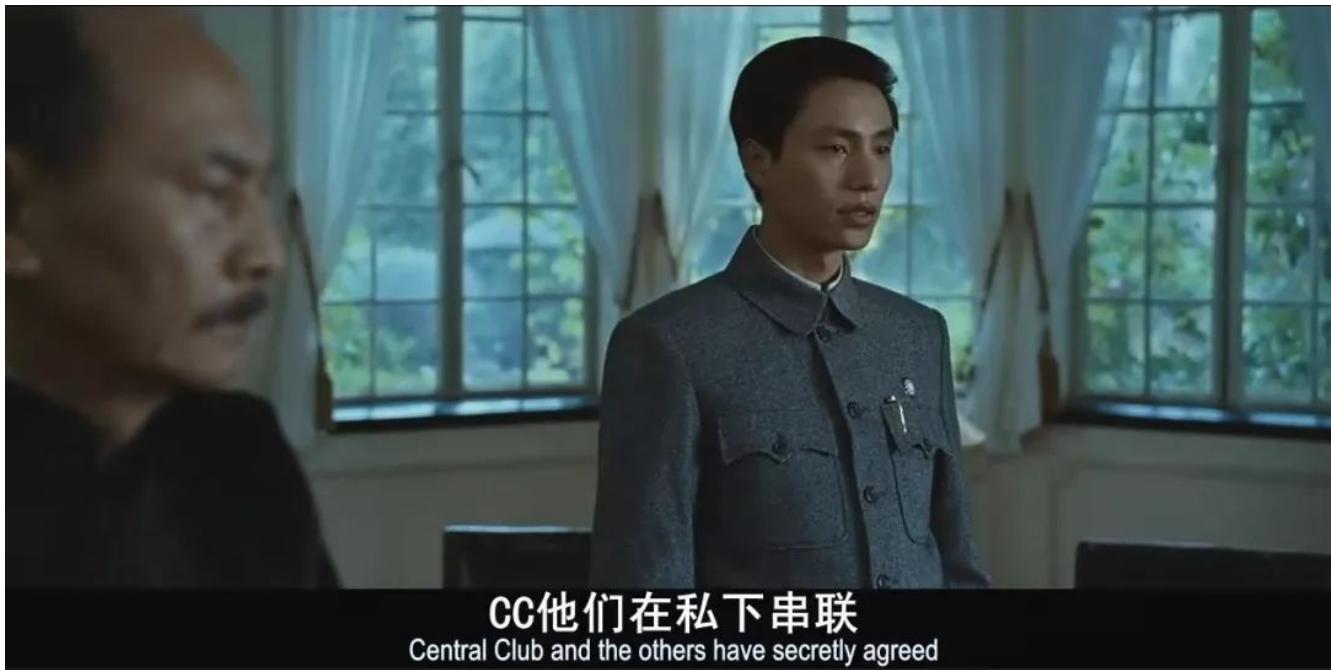 CC他们在私下串联
Central Club and the others have secretly agreed